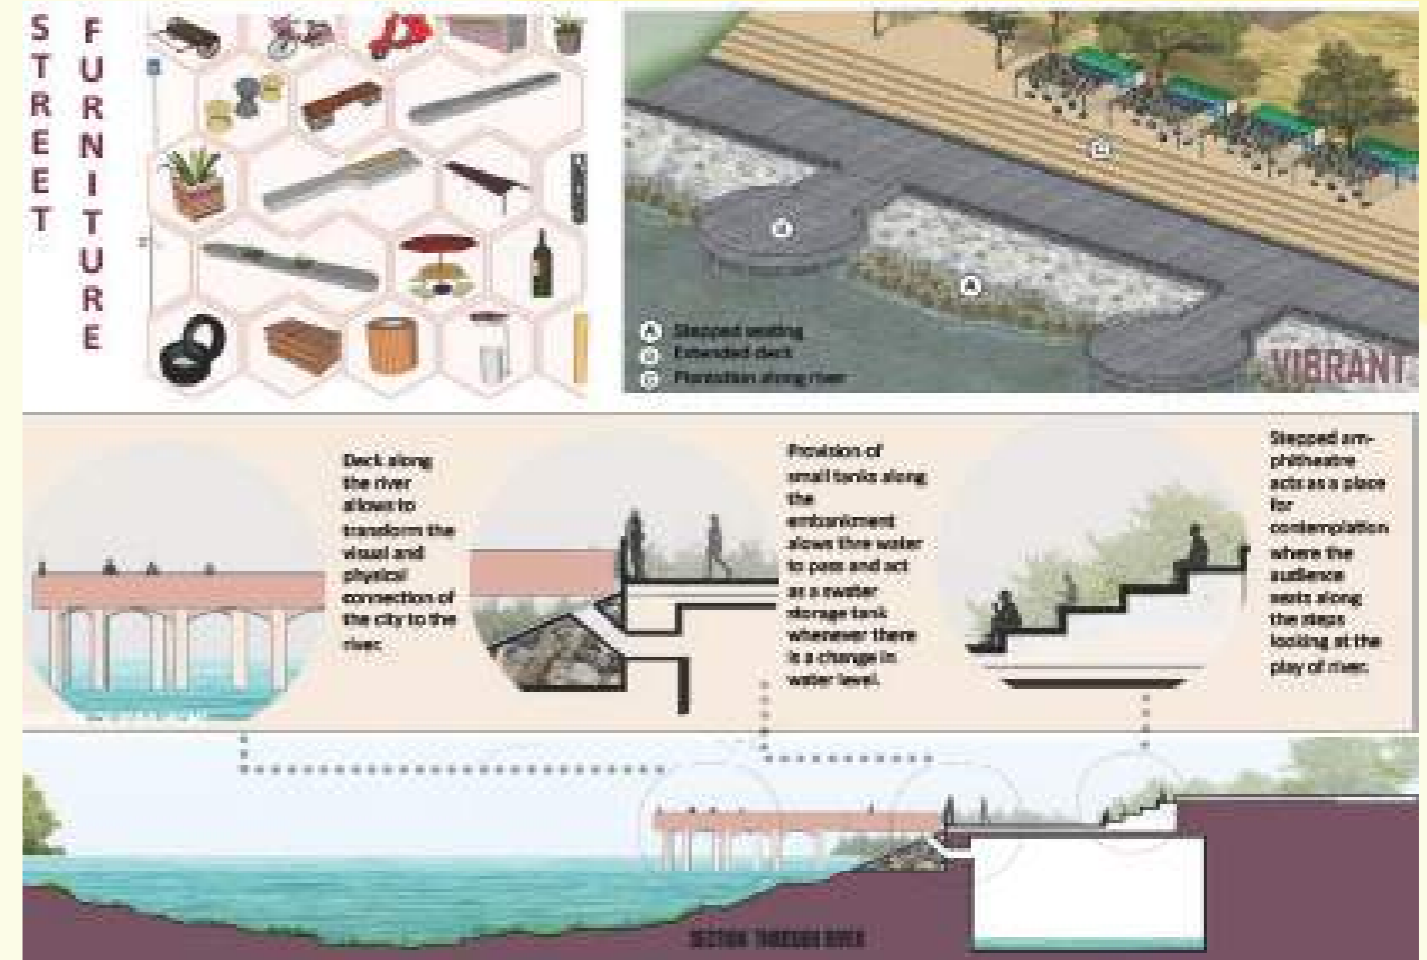 STREET
FURNITURE
A Stepped seating
Extended deck
C Plantation along river
A
VIBRANT
Deck along
the river
allows to
transform the
visual and
physical
connection of
the city to the
river.
Provision of
small tanks along
the
embankment
alows thre water
to pass and act
as a swater
storage tank
whenever there
is a change in
water level.
Stepped am-
phitheatre
acts as a place
for
contemplation
where the
audience
seats along
the steps
looking at the
play of river.
SECTION THROUGH RIVER